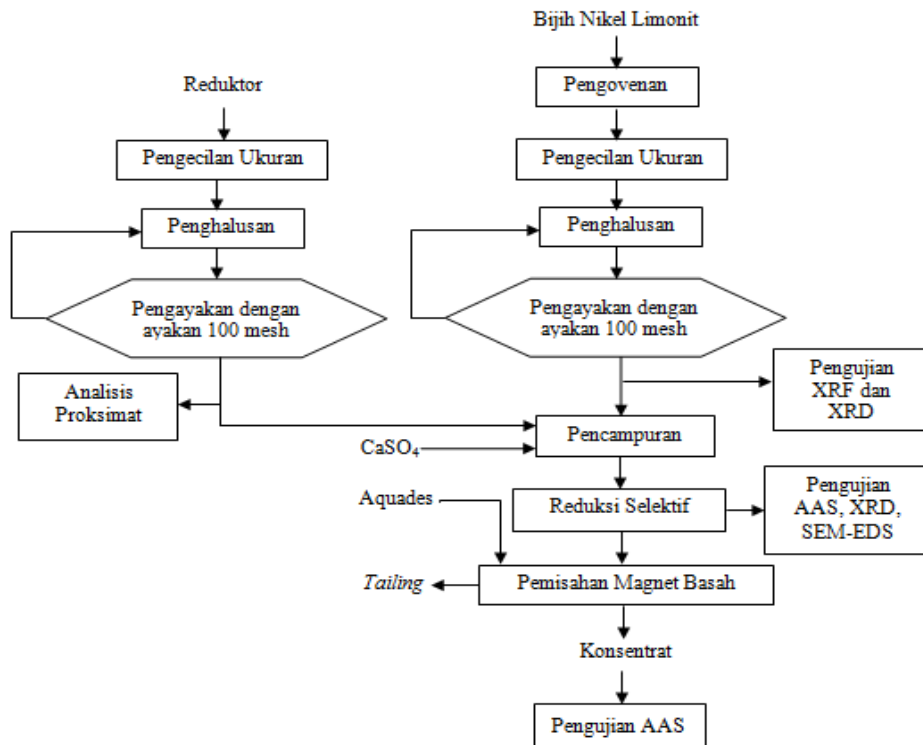 Bijih Nikel Limonit
Reduktor
Pengovenan
Pengecilan Ukuran
Pengecilan Ukuran
Penghalusan
Penghalusan
Pengayakan dengan
ayakan 100 mesh
Pengayakan dengan
ayakan 100 mesh
Analisis
Proksimat
Pengujian
XRF dan
XRD
Pencampuran
CaSO₄
Aquades
Reduksi Selektif
Pengujian
AAS, XRD,
SEM-EDS
Tailing
Pemisahan Magnet Basah
Konsentrat
Pengujian AAS